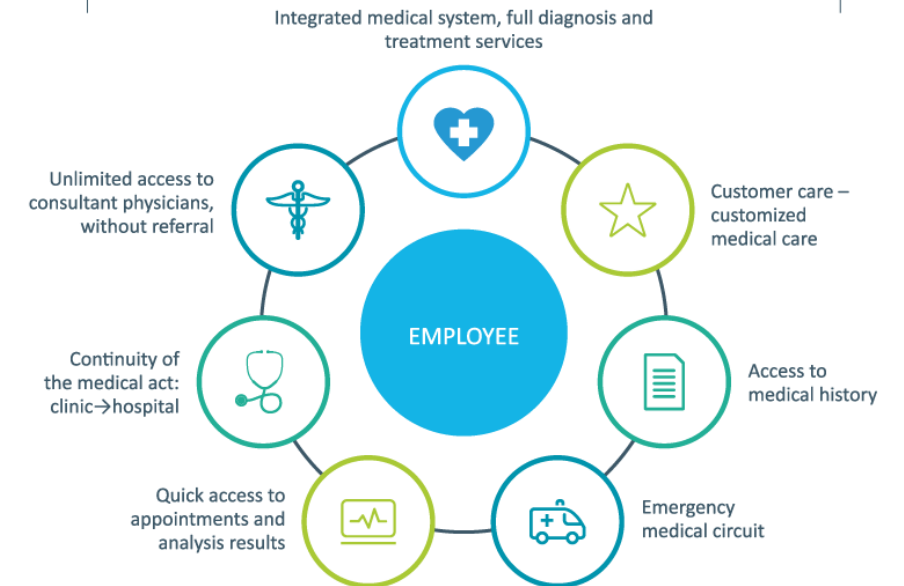 Integrated medical system, full diagnosis and
treatment services
Unlimited access to
consultant physicians,
without referral
Customer care –
customized
medical care
EMPLOYEE
Continuity of
the medical act:
clinic→hospital
Access to
medical history
Quick access to
appointments and
analysis results
Emergency
medical circuit